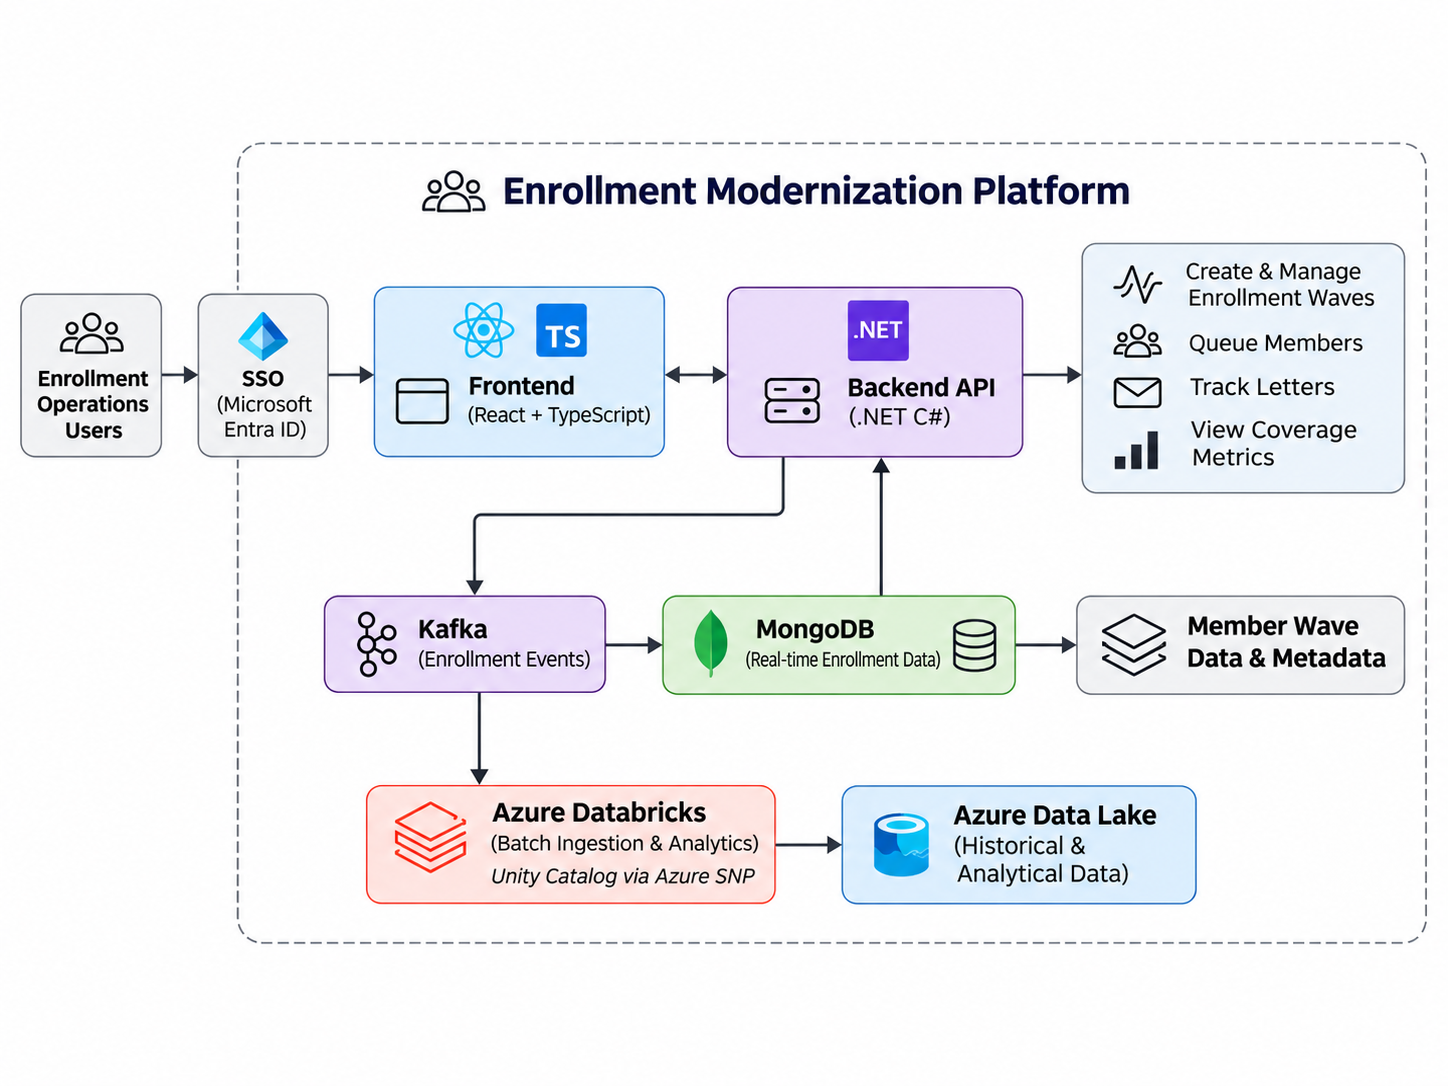 Enrollment Modernization Platform
Enrollment
Operations
Users
SSO
(Microsoft
Entra ID)
TS
Frontend
(React + TypeScript)
.NET
Backend API
(.NET C#)
Create & Manage
Enrollment Waves
Queue Members
Track Letters
View Coverage
Metrics
Kafka
(Enrollment Events)
MongoDB
(Real-time Enrollment Data)
Member Wave
Data & Metadata
Azure Databricks
(Batch Ingestion & Analytics)
Unity Catalog via Azure SNP
Azure Data Lake
(Historical &
Analytical Data)